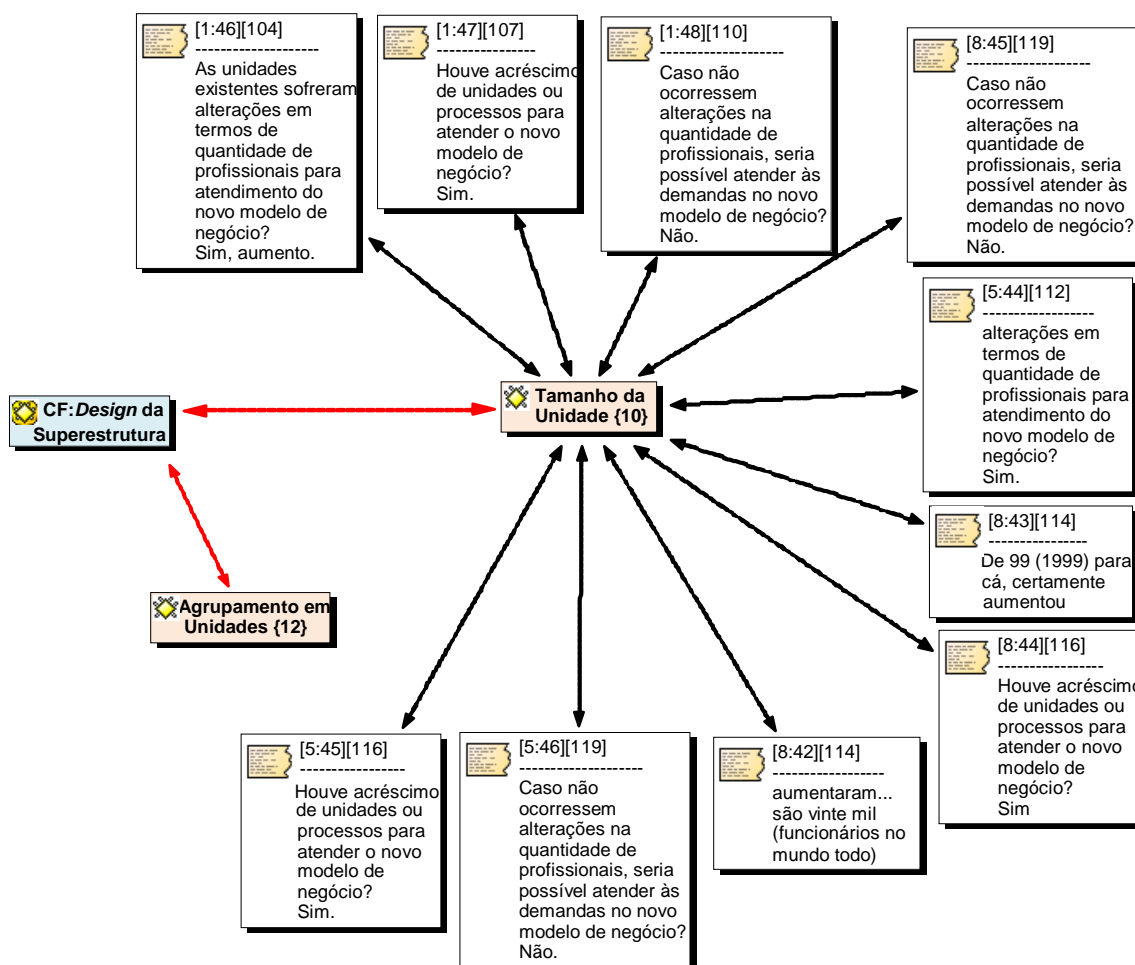 [1:46][104]
--------------------
As unidades
existentes sofreram
alterações em
termos de
quantidade de
profissionais para
atendimento do
novo modelo de
negócio?
Sim, aumento.
[1:47][107]
----------------
Houve acréscimo
de unidades ou
processos para
atender o novo
modelo de
negócio?
Sim.
[1:48][110]
--------------------
Caso não
ocorressem
alterações na
quantidade de
profissionais, seria
possível atender às
demandas no novo
modelo de negócio?
Não.
[8:45][119]
--------------------
Caso não
ocorressem
alterações na
quantidade de
profissionais, seria
possível atender às
demandas no novo
modelo de negócio?
Não.
[5:44][112]
------------------
alterações em
termos de
quantidade de
profissionais para
atendimento do
novo modelo de
negócio?
Sim.
Tamanho da
Unidade {10}
CF:Design da
Superestrutura
[8:43][114]
----------------
De 99 (1999) para
cá, certamente
aumentou
Agrupamento em
Unidades {12}
[8:44][116]
-----------------
Houve acréscimo
de unidades ou
processos para
atender o novo
modelo de
negócio?
Sim
[5:45][116]
-----------------
Houve acréscimo
de unidades ou
processos para
atender o novo
modelo de
negócio?
Sim.
[5:46][119]
--------------------
Caso não
ocorressem
alterações na
quantidade de
profissionais, seria
possível atender às
demandas no novo
modelo de negócio?
Não.
[8:42][114]
------------------
aumentaram...
são vinte mil
(funcionários no
mundo todo)